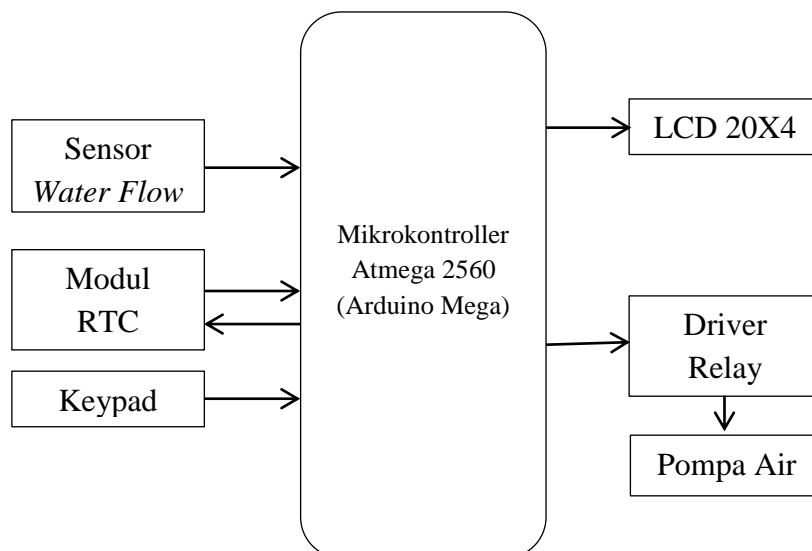 Sensor
Water Flow
Modul
RTC
Keypad
Mikrokontroller
Atmega 2560
(Arduino Mega)
LCD 20X4
Driver
Relay
Pompa Air